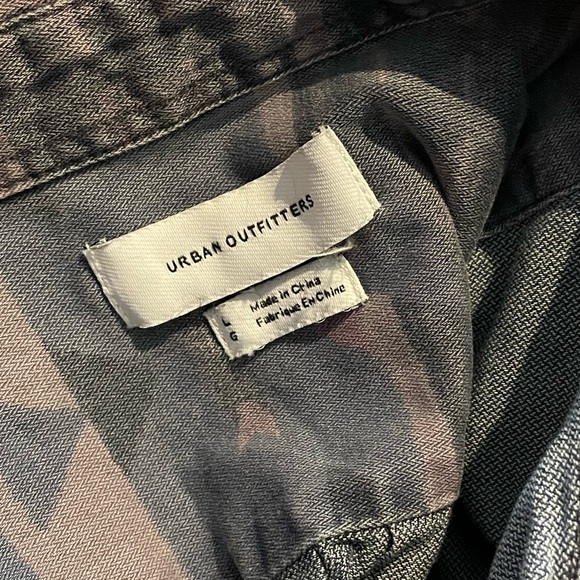 URBAN OUTFITTERS
L Made in China
G Fabriqué En Chine